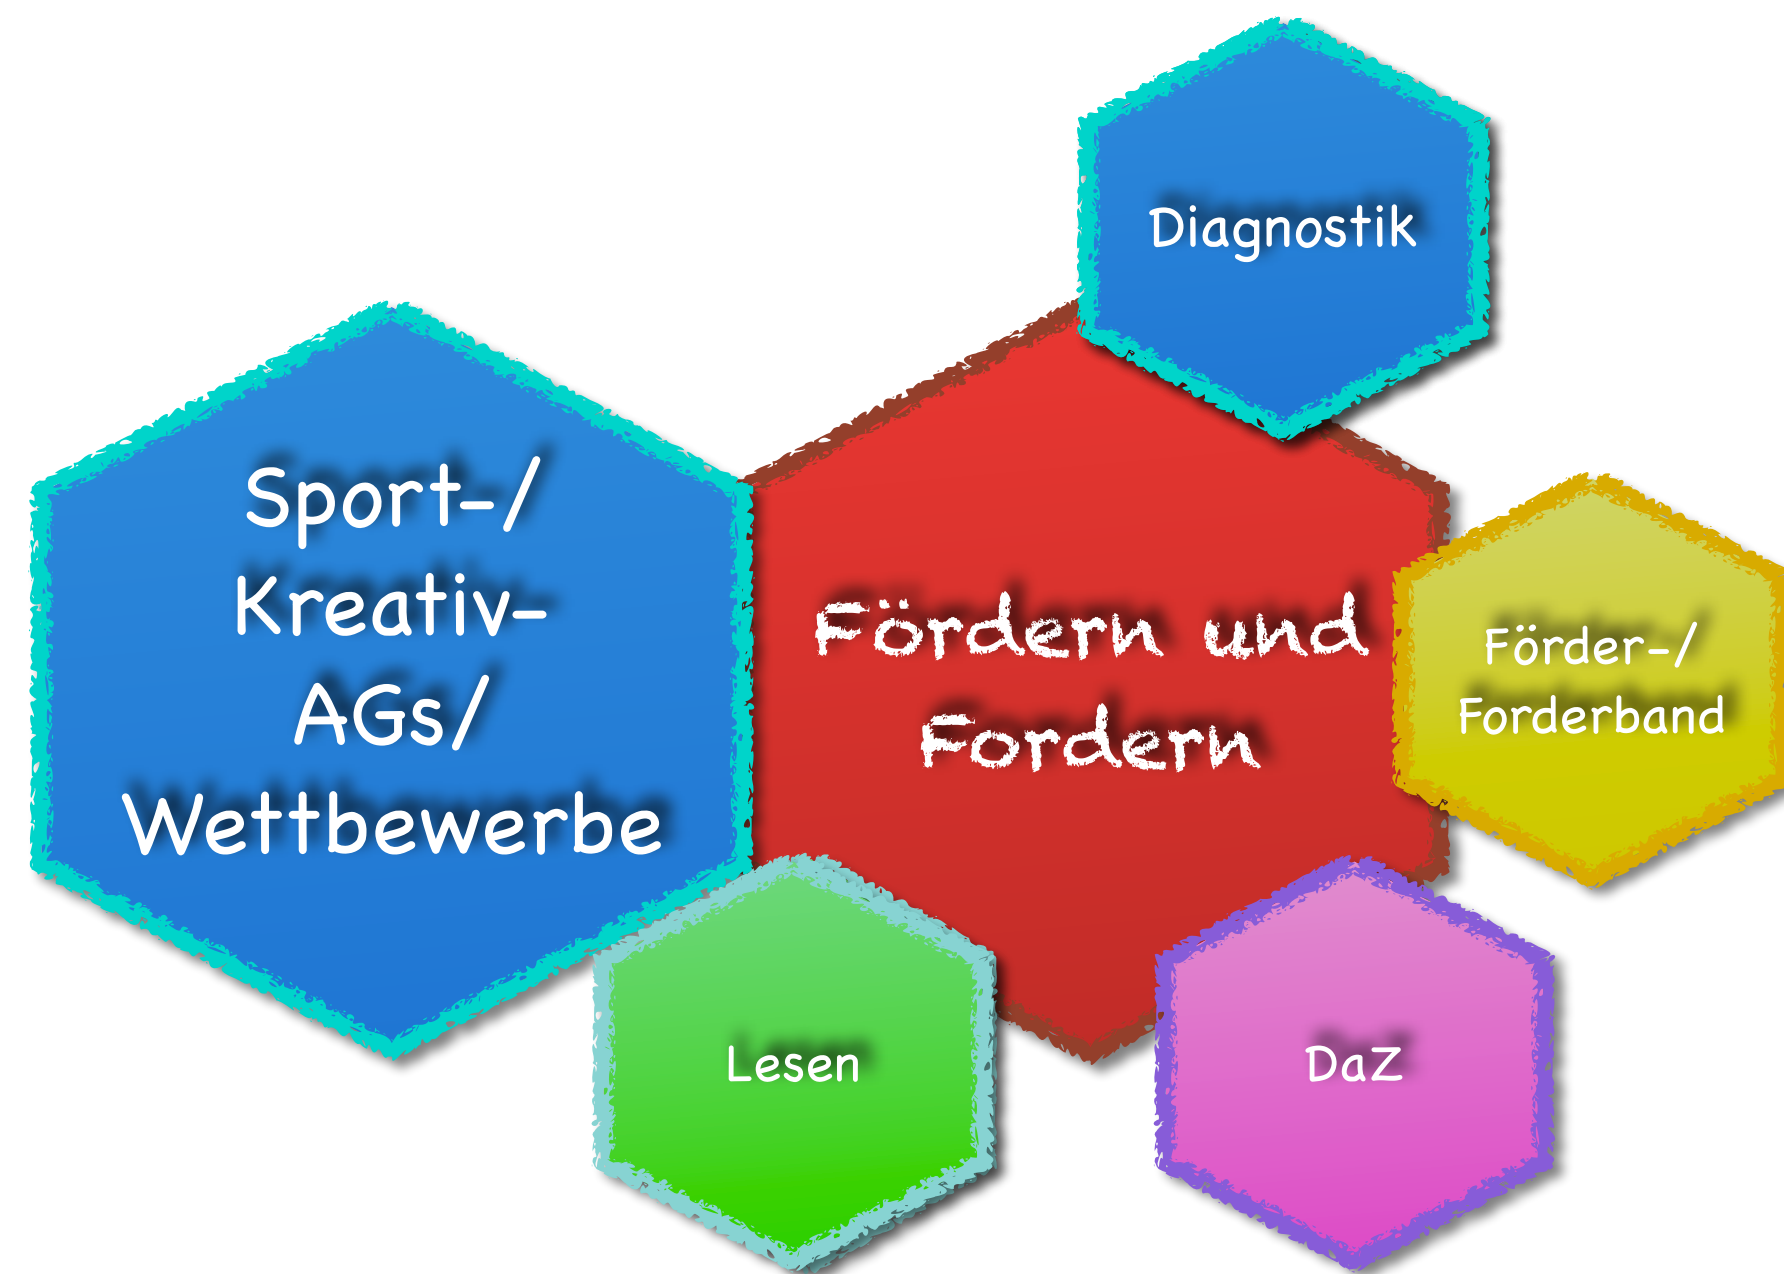 Diagnostik
Sport-/
Kreativ-
AGs/
Wettbewerbe
Fördern und
Fordern
Förder-/
Forderband
Lesen
DaZ